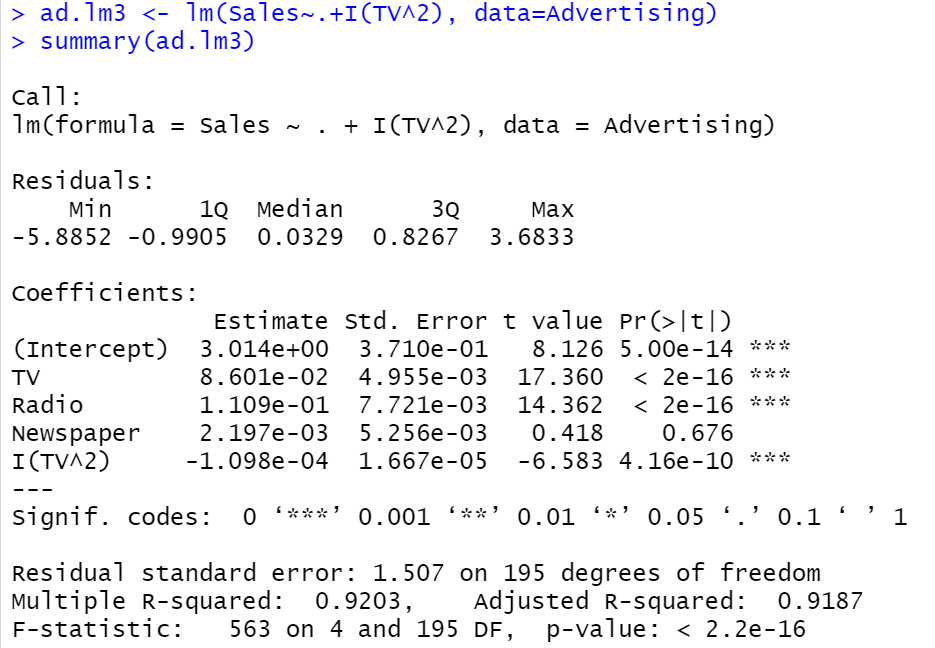 > ad.lm3 <- lm(Sales~.+I(TV^2), data=Advertising)
> summary(ad.lm3)
Call:
lm(formula = Sales ~ . + I(TV^2), data = Advertising)
Residuals:
    Min      1Q  Median      3Q     Max
-5.8852 -0.9905  0.0329  0.8267  3.6833
Coefficients:
              Estimate Std. Error t value Pr(>|t|)
(Intercept)  3.014e+00  3.710e-01   8.126 5.00e-14 ***
TV           8.601e-02  4.955e-03  17.360  < 2e-16 ***
Radio        1.109e-01  7.721e-03  14.362  < 2e-16 ***
Newspaper    2.197e-03  5.256e-03   0.418    0.676
I(TV^2)     -1.098e-04  1.667e-05  -6.583 4.16e-10 ***
---
Signif. codes:  0 ‘***’ 0.001 ‘**’ 0.01 ‘*’ 0.05 ‘.’ 0.1 ‘ ’ 1
Residual standard error: 1.507 on 195 degrees of freedom
Multiple R-squared:  0.9203,    Adjusted R-squared:  0.9187
F-statistic:   563 on 4 and 195 DF,  p-value: < 2.2e-16